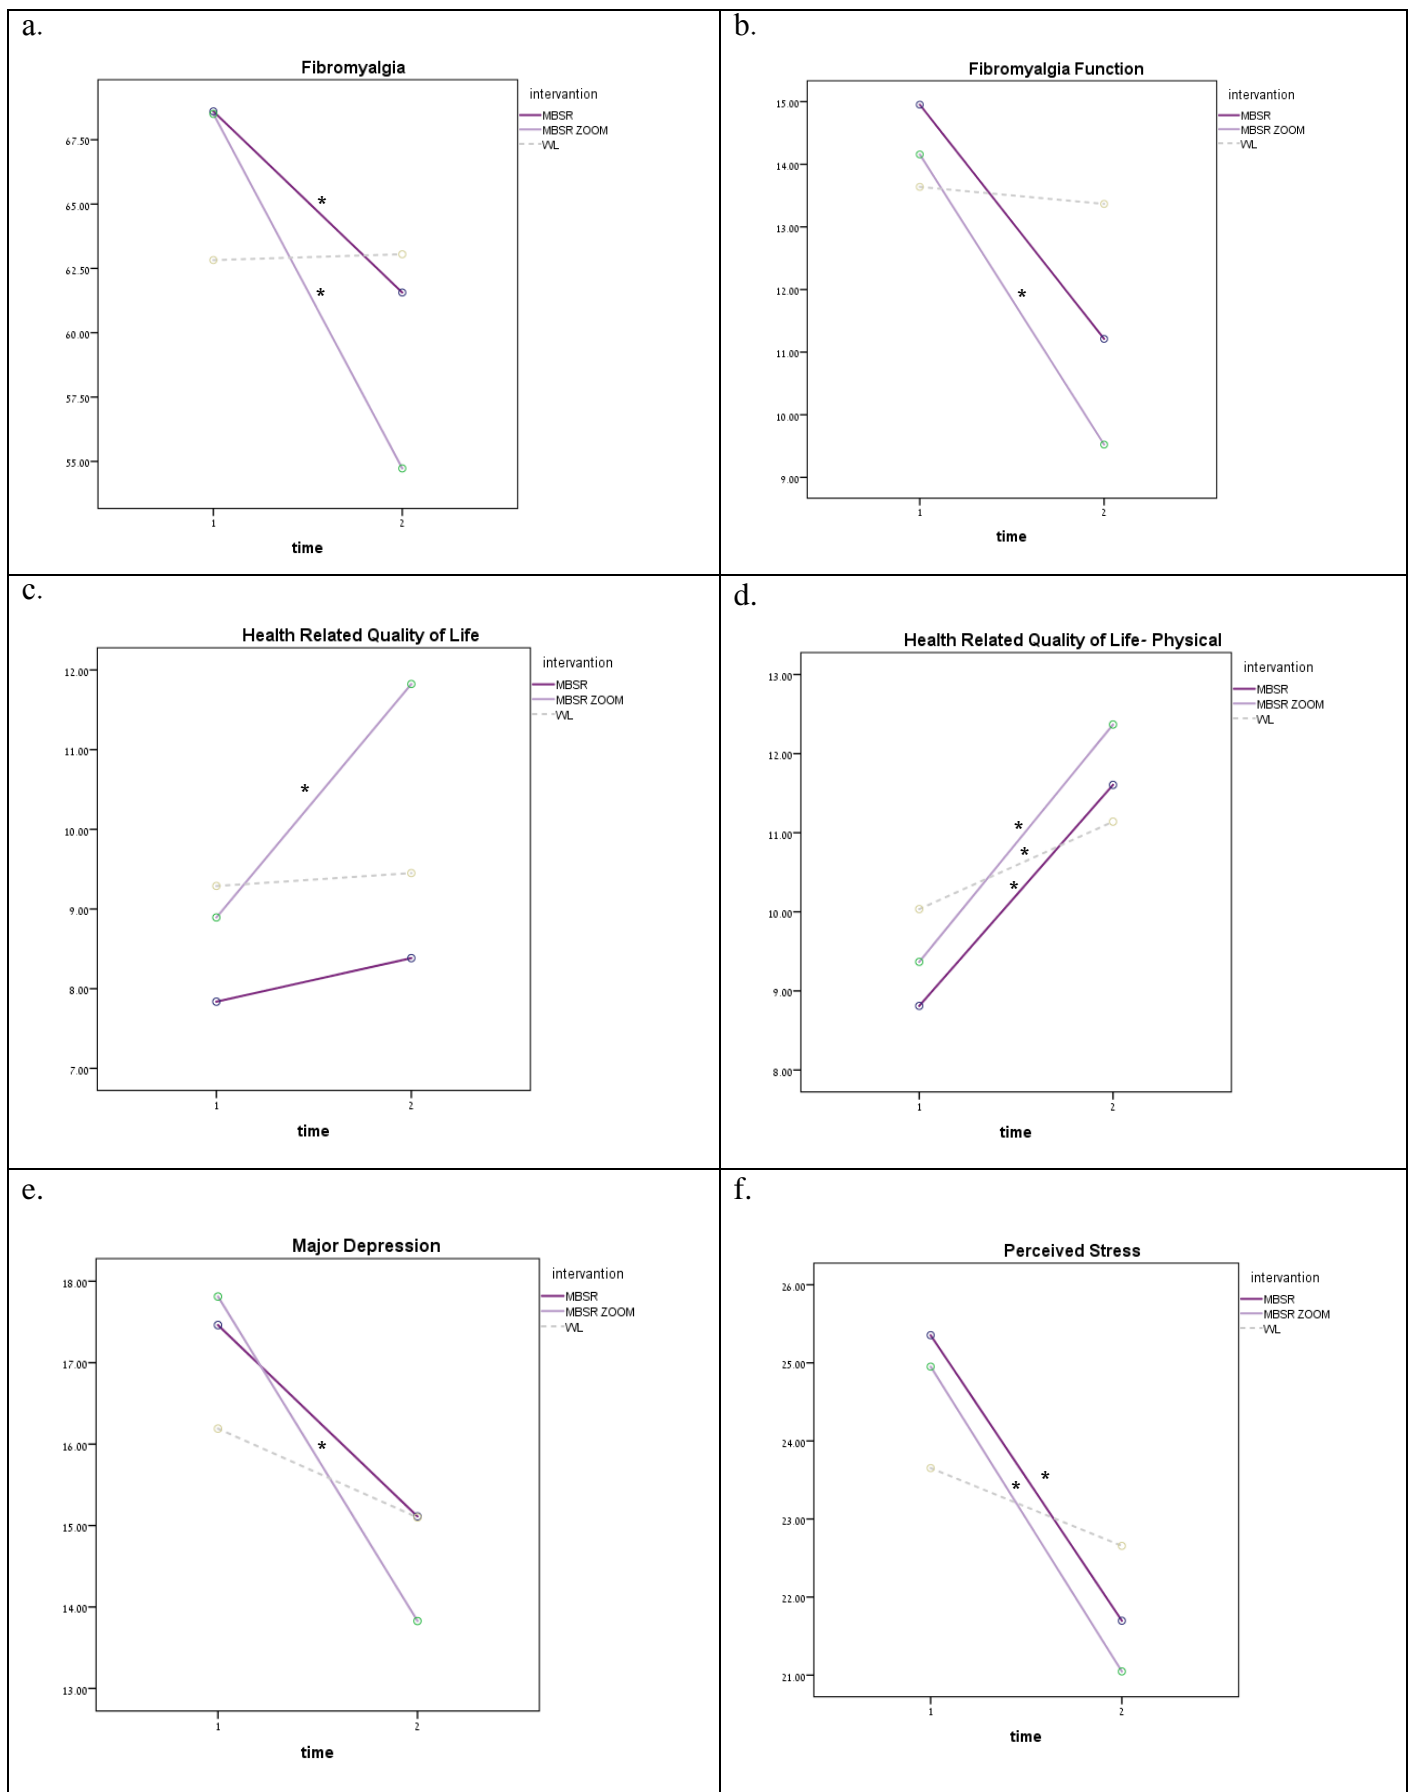 a.
Fibromyalgia
intervantion
MBSR
MBSR ZOOM
WL
67.50
65.00
62.50
60.00
57.50
55.00
*
*
1 2
time
b.
Fibromyalgia Function
intervantion
MBSR
MBSR ZOOM
WL
15.00
14.00
13.00
12.00
11.00
10.00
9.00
*
1 2
time
c.
Health Related Quality of Life
intervantion
MBSR
MBSR ZOOM
WL
12.00
11.00
10.00
9.00
8.00
7.00
*
1 2
time
d.
Health Related Quality of Life- Physical
intervantion
MBSR
MBSR ZOOM
WL
13.00
12.00
11.00
10.00
9.00
8.00
*
*
*
1 2
time
e.
Major Depression
intervantion
MBSR
MBSR ZOOM
WL
18.00
17.00
16.00
15.00
14.00
13.00
*
1 2
time
f.
Perceived Stress
intervantion
MBSR
MBSR ZOOM
WL
26.00
25.00
24.00
23.00
22.00
21.00
*
*
1 2
time